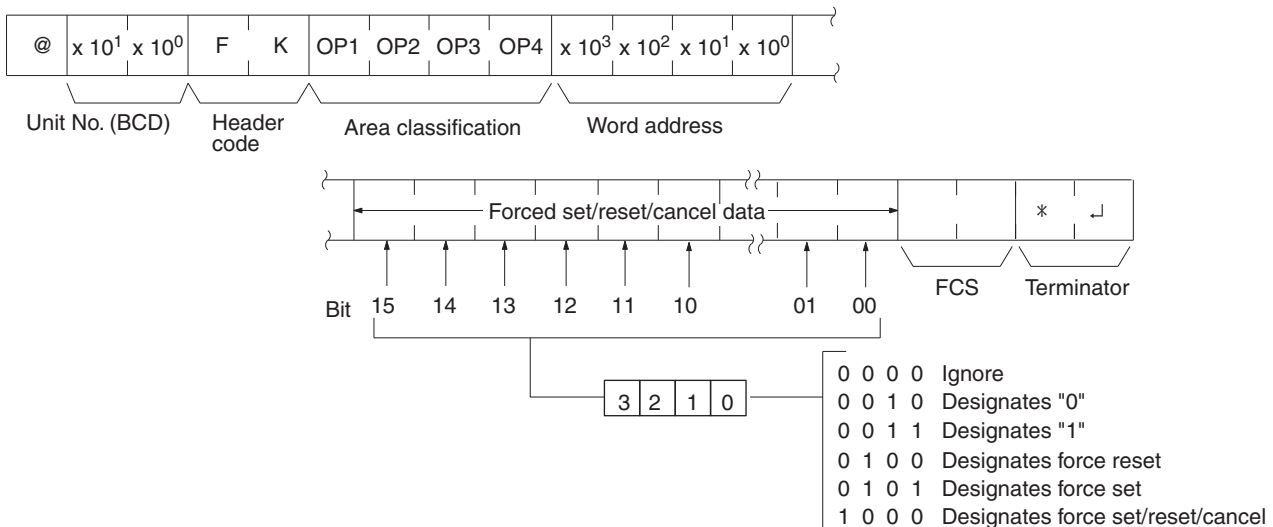 @ x 10¹ x 10⁰ F K OP1 OP2 OP3 OP4 x 10³ x 10² x 10¹ x 10⁰
Unit No. (BCD) Header code Area classification Word address
Forced set/reset/cancel data * ↵
FCS Terminator
Bit 15 14 13 12 11 10 01 00
3 2 1 0
0 0 0 0 Ignore
0 0 1 0 Designates "0"
0 0 1 1 Designates "1"
0 1 0 0 Designates force reset
0 1 0 1 Designates force set
1 0 0 0 Designates force set/reset/cancel